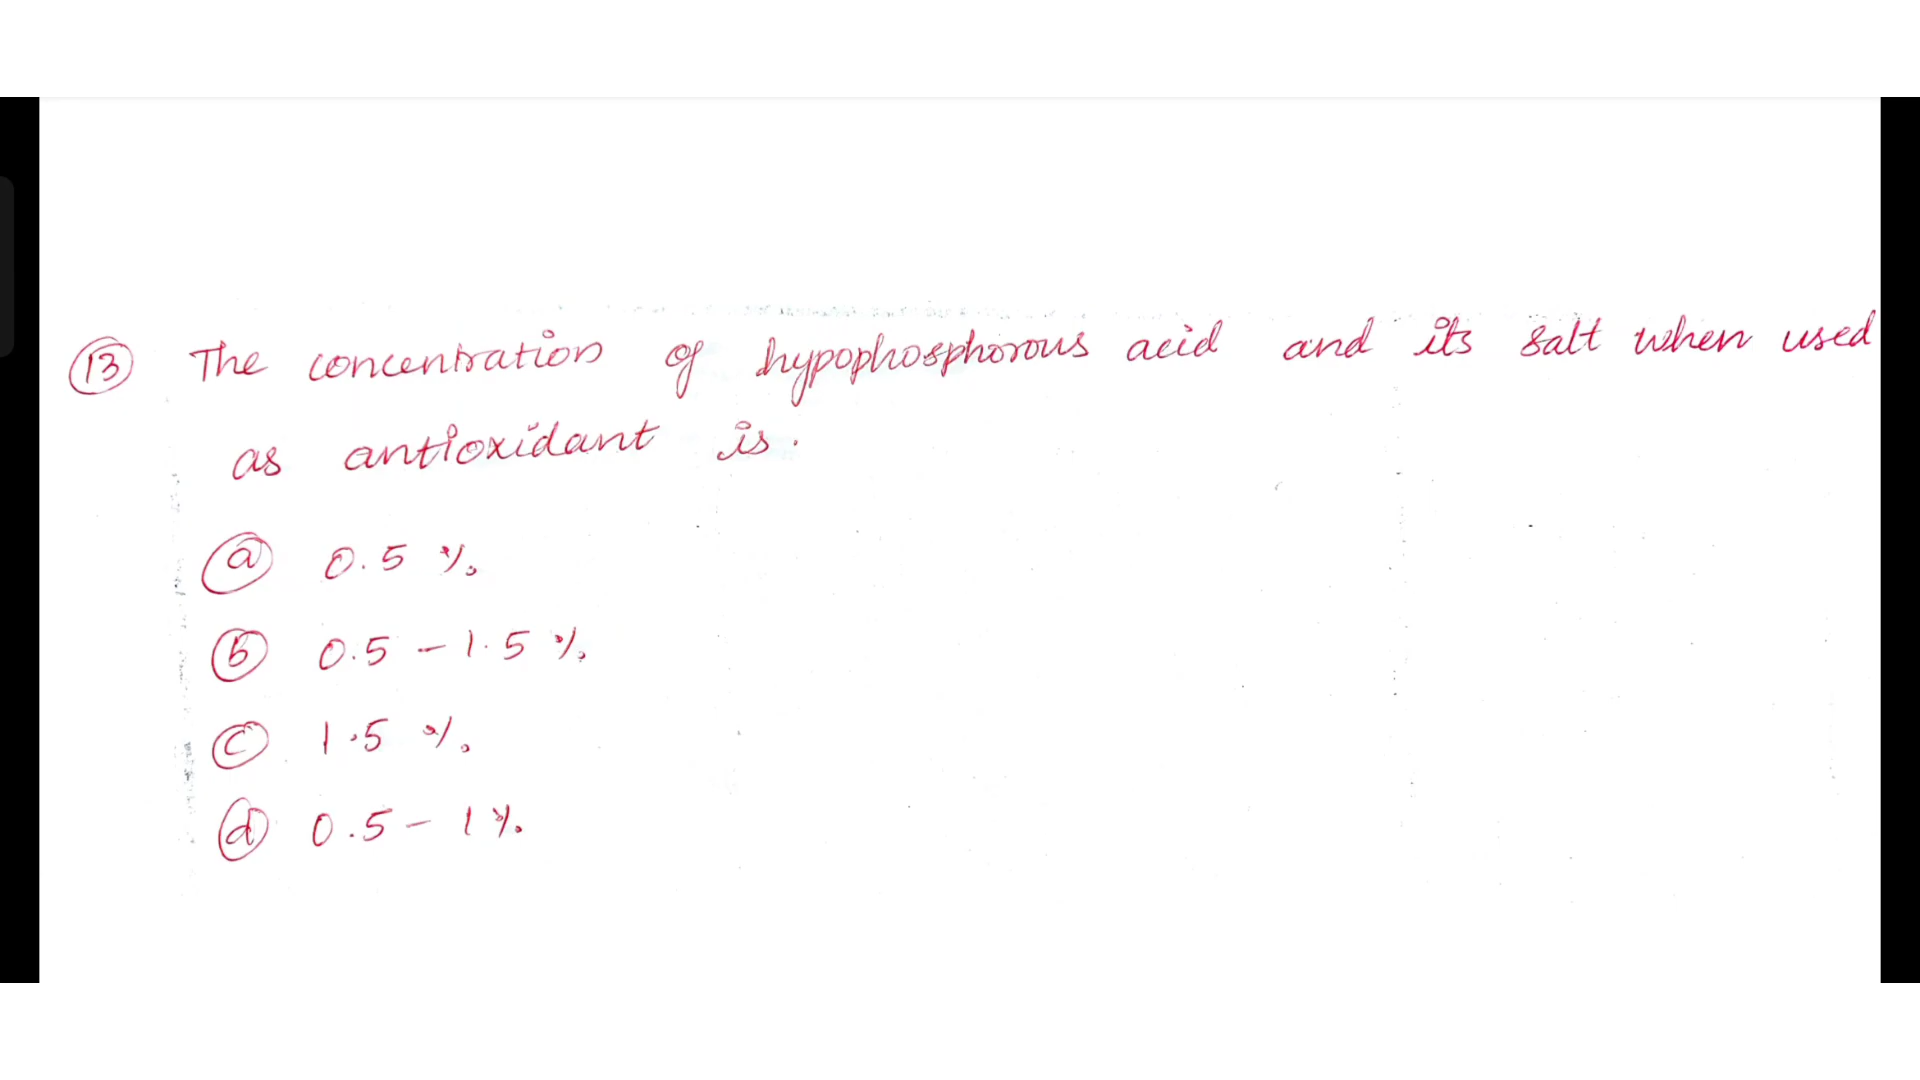 13 The concentration of hypophosphorous acid and its salt when used
as antioxidant is.
a 0.5 %
b 0.5 - 1.5 %
c 1.5 %
d 0.5 - 1 %